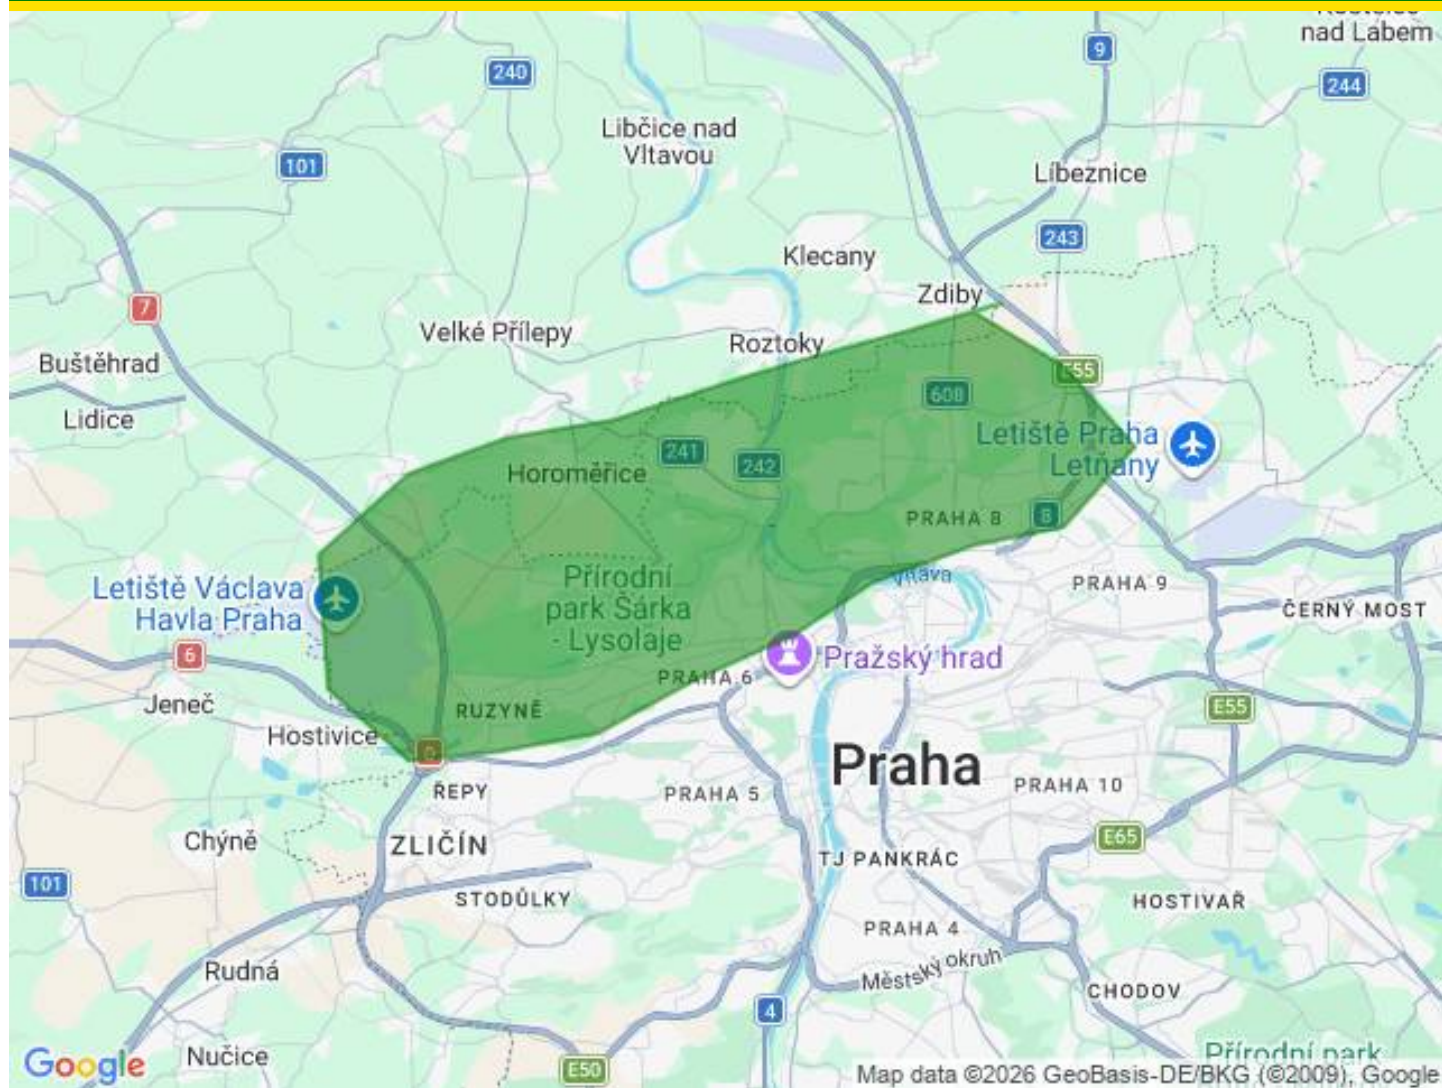 nad Labem
9
240
244
Libčice nad
Vltavou
101
Líbeznice
243
Klecany
Zdiby
7
Velké Přílepy
Roztoky
Buštěhrad
E55
608
Lidice
Letiště Praha
Letňany
241
242
Horoměřice
PRAHA 8
8
Letiště Václava
Havla Praha
Přírodní
park Šárka
- Lysolaje
PRAHA 9
ČERNÝ MOST
6
Pražský hrad
PRAHA 6
Jeneč
RUZYNĚ
E55
Hostivice
Praha
ŘEPY
PRAHA 5
PRAHA 10
Chýně
ZLIČÍN
E65
TJ PANKRÁC
101
STODŮLKY
HOSTIVAŘ
PRAHA 4
Rudná
Městský okruh
CHODOV
4
Nučice
Přírodní park
E50
Google
Map data ©2026 GeoBasis-DE/BKG (©2009), Google